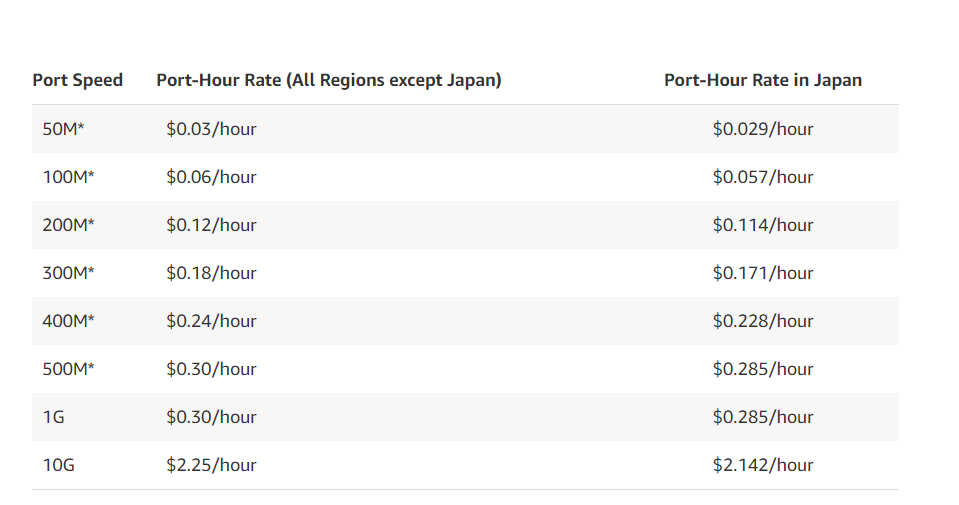 Port Speed Port-Hour Rate (All Regions except Japan) Port-Hour Rate in Japan
50M* $0.03/hour $0.029/hour
100M* $0.06/hour $0.057/hour
200M* $0.12/hour $0.114/hour
300M* $0.18/hour $0.171/hour
400M* $0.24/hour $0.228/hour
500M* $0.30/hour $0.285/hour
1G $0.30/hour $0.285/hour
10G $2.25/hour $2.142/hour